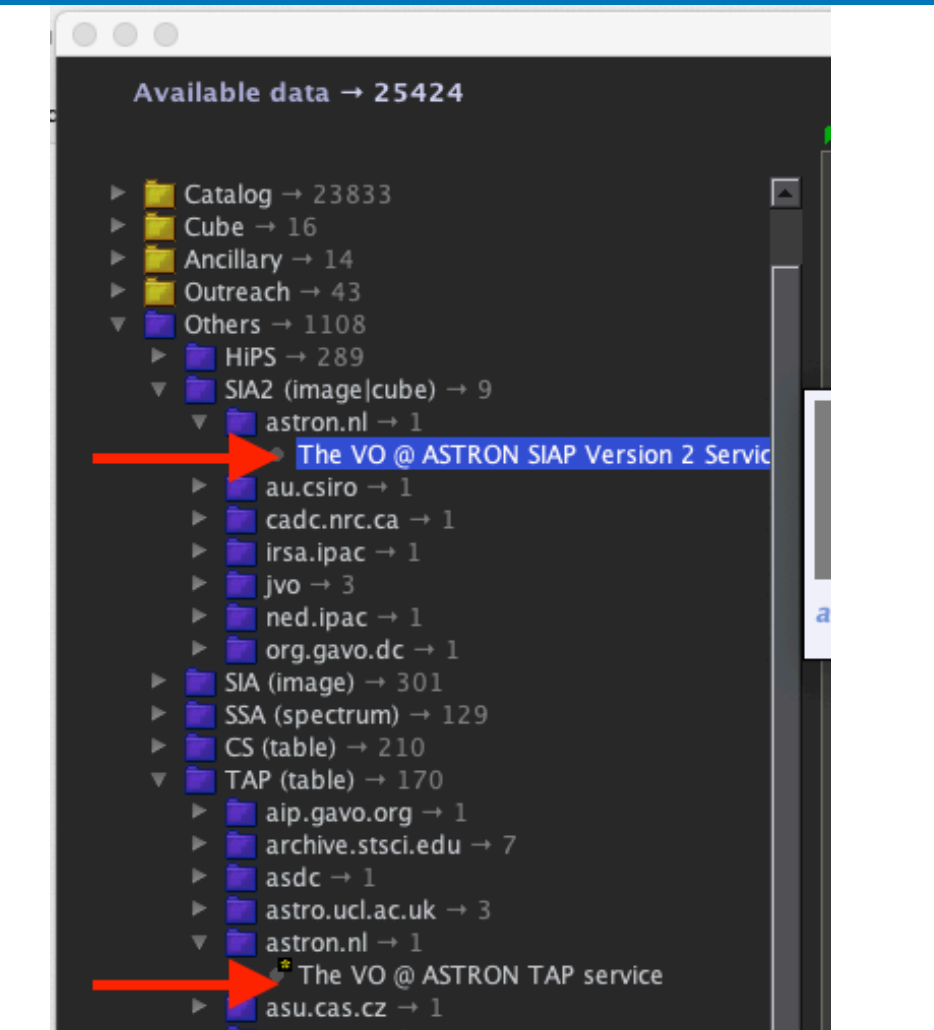 Available data → 25424
Catalog → 23833
Cube → 16
Ancillary → 14
Outreach → 43
Others → 1108
HiPS → 289
SIA2 (image|cube) → 9
astron.nl → 1
The VO @ ASTRON SIAP Version 2 Servic
au.csiro → 1
cadc.nrc.ca → 1
irsa.ipac → 1
jvo → 3
ned.ipac → 1
org.gavo.dc → 1
SIA (image) → 301
SSA (spectrum) → 129
CS (table) → 210
TAP (table) → 170
aip.gavo.org → 1
archive.stsci.edu → 7
asdc → 1
astro.ucl.ac.uk → 3
astron.nl → 1
The VO @ ASTRON TAP service
asu.cas.cz → 1